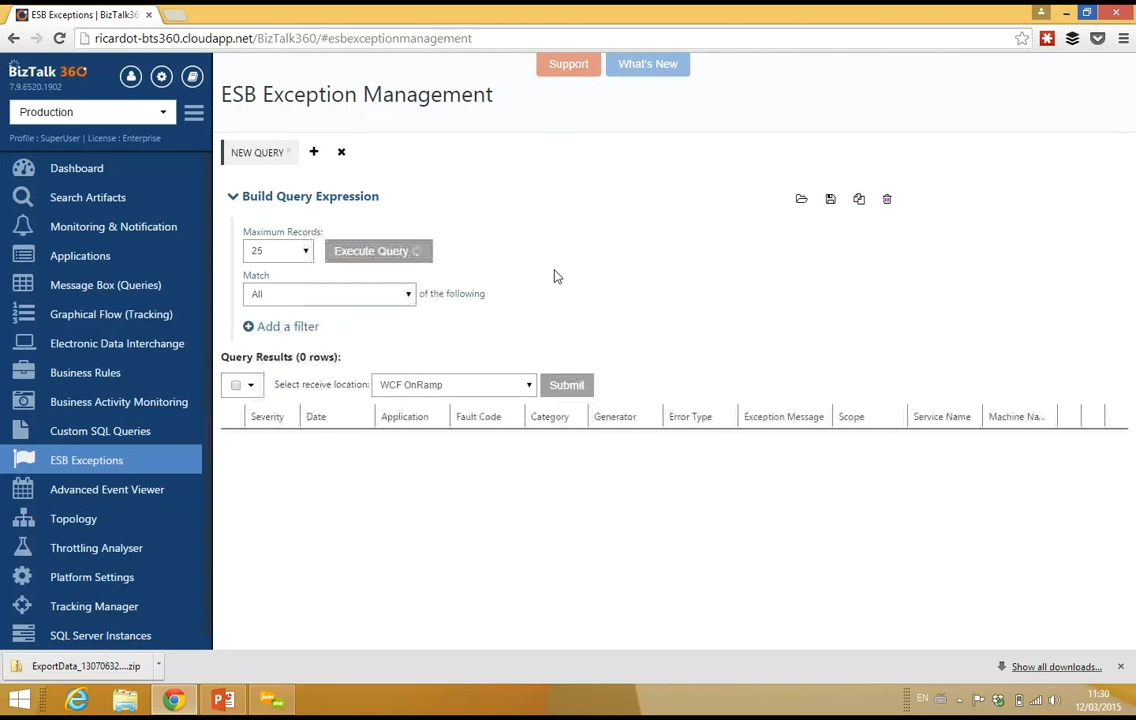 ESB Exceptions | BizTalk36
ricardot-bts360.cloudapp.net/BizTalk360/#esbexceptionmanagement
BizTalk 360
7.9.6520.1902
Production
Profile : SuperUser | License : Enterprise
Dashboard
Search Artifacts
Monitoring & Notification
Applications
Message Box (Queries)
Graphical Flow (Tracking)
Electronic Data Interchange
Business Rules
Business Activity Monitoring
Custom SQL Queries
ESB Exceptions
Advanced Event Viewer
Topology
Throttling Analyser
Platform Settings
Tracking Manager
SQL Server Instances
Support
What's New
ESB Exception Management
NEW QUERY*
Build Query Expression
Maximum Records:
25
Execute Query
Match
All
of the following
Add a filter
Query Results (0 rows):
Select receive location:
WCF OnRamp
Submit
Severity Date Application Fault Code Category Generator Error Type Exception Message Scope Service Name Machine Na...
ExportData_13070632....zip
Show all downloads...
EN
11:30
12/03/2015